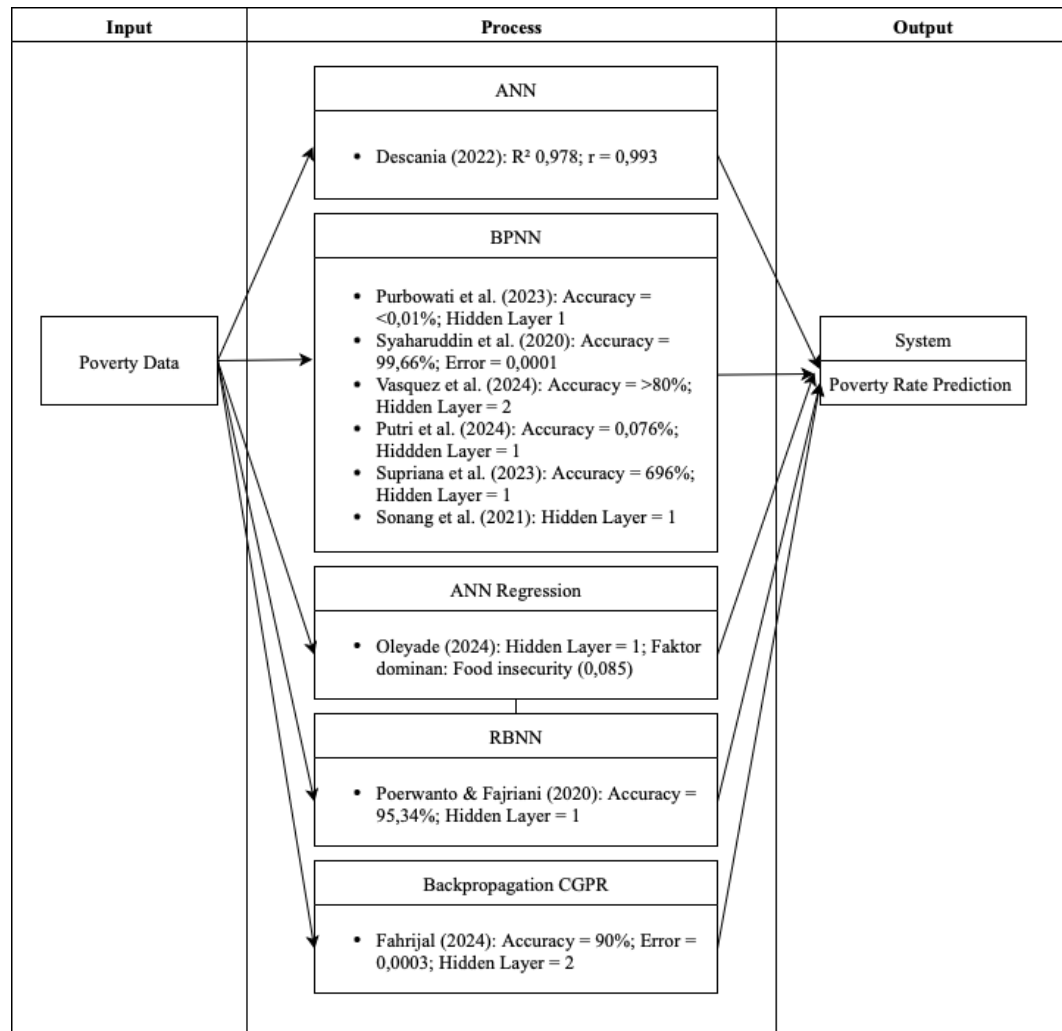 Input
Process
Output
ANN
• Descania (2022): R² 0,978; r = 0,993
BPNN
• Purbowati et al. (2023): Accuracy =
<0,01%; Hidden Layer 1
• Syaharuddin et al. (2020): Accuracy =
99,66%; Error = 0,0001
• Vasquez et al. (2024): Accuracy = >80%;
Hidden Layer = 2
• Putri et al. (2024): Accuracy = 0,076%;
Hiddden Layer = 1
• Supriana et al. (2023): Accuracy = 696%;
Hidden Layer = 1
• Sonang et al. (2021): Hidden Layer = 1
Poverty Data
System
Poverty Rate Prediction
ANN Regression
• Oleyade (2024): Hidden Layer = 1; Faktor
dominan: Food insecurity (0,085)
RBNN
• Poerwanto & Fajriani (2020): Accuracy =
95,34%; Hidden Layer = 1
Backpropagation CGPR
• Fahrijal (2024): Accuracy = 90%; Error =
0,0003; Hidden Layer = 2